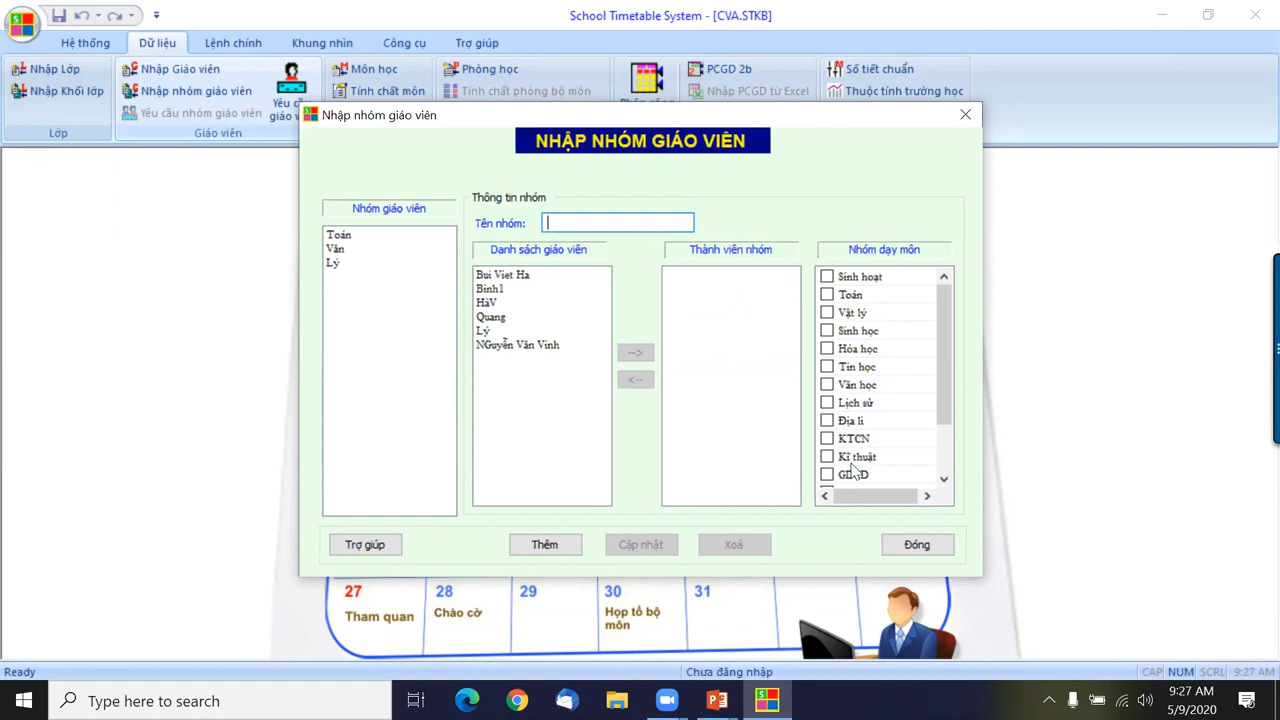 School Timetable System - [CVA.STKB]
Hệ thống
Dữ liệu
Lệnh chính
Khung nhìn
Công cụ
Trợ giúp
Nhập Lớp
Nhập Khối lớp
Lớp
Nhập Giáo viên
Nhập nhóm giáo viên
Yêu cầu nhóm giáo viên
Yêu cầu
Giáo viên
Môn học
Tính chất môn
Phòng học
Tính chất phòng bộ môn
PCGD 2b
Nhập PCGD từ Excel
Số tiết chuẩn
Thuộc tính trường học
Nhập nhóm giáo viên
NHẬP NHÓM GIÁO VIÊN
Nhóm giáo viên
Toán
Văn
Lý
Thông tin nhóm
Tên nhóm:
Danh sách giáo viên
Bui Viet Ha
Binh1
HàV
Quang
Lý
NGuyễn Văn Vinh
-->
<--
Thành viên nhóm
Nhóm dạy môn
Sinh hoạt
Toán
Vật lý
Sinh học
Hóa học
Tin học
Văn học
Lịch sử
Địa lí
KTCN
Kĩ thuật
Trợ giúp
Thêm
Cập nhật
Xoá
Đóng
27
Tham quan
28
Chào cờ
29
30
Họp tổ bộ
môn
31
Ready
Chưa đăng nhập
CAP
NUM
SCRL
9:27 AM
Type here to search
9:27 AM
5/9/2020